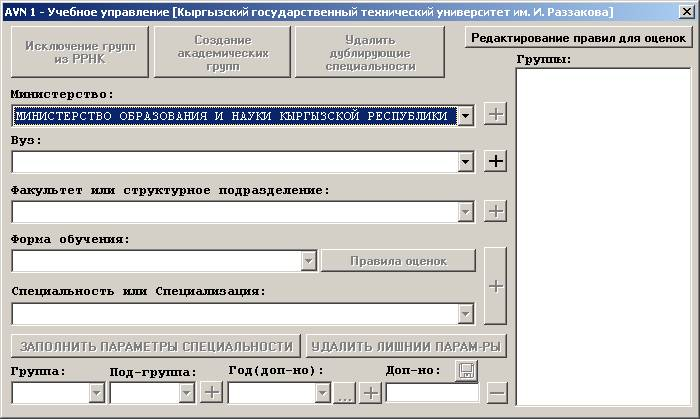 AVN 1 - Учебное управление [Кыргызский государственный технический университет им. И. Раззакова]
Исключение групп
из РРНК
Создание
академических
групп
Удалить
дублирующие
специальности
Редактирование правил для оценок
Группы:
Министерство:
МИНИСТЕРСТВО ОБРАЗОВАНИЯ И НАУКИ КЫРГЫЗСКОЙ РЕСПУБЛИКИ
Вуз:
Факультет или структурное подразделение:
Форма обучения:
Правила оценок
Специальность или Специализация:
ЗАПОЛНИТЬ ПАРАМЕТРЫ СПЕЦИАЛЬНОСТИ
УДАЛИТЬ ЛИШНИИ ПАРАМ-РЫ
Группа:
Под-группа:
Год(доп-но):
Доп-но:
...